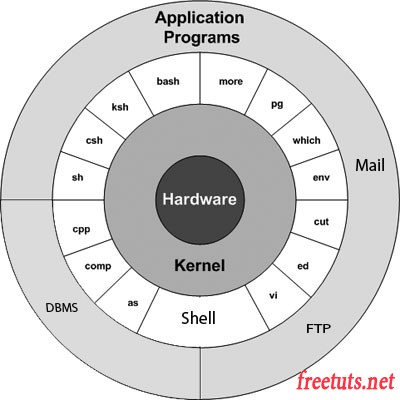 Application
Programs
bash
more
ksh
pg
csh
which
sh
env
Mail
Hardware
cpp
cut
Kernel
comp
ed
as
Shell
vi
DBMS
FTP
freetuts.net